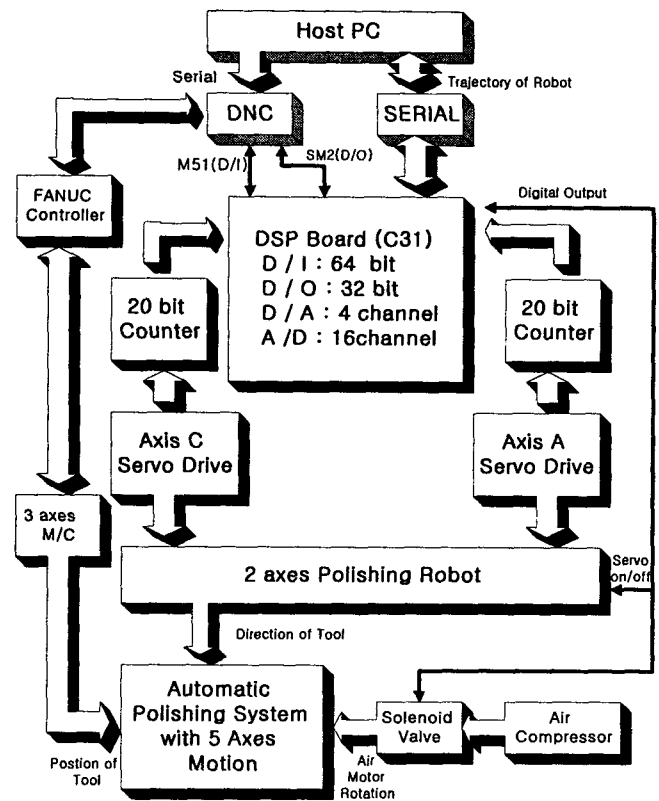 Host PC
Serial
Trajectory of Robot
DNC
SERIAL
M51(D/I)
SM2(D/O)
FANUC
Controller
Digital Output
DSP Board (C31)
D / I : 64 bit
D / O : 32 bit
D / A : 4 channel
A /D : 16channel
20 bit
Counter
20 bit
Counter
Axis C
Servo Drive
Axis A
Servo Drive
3 axes
M/C
2 axes Polishing Robot
Servo
on/off
Direction of Tool
Automatic
Polishing System
with 5 Axes
Motion
Solenoid
Valve
Air
Compressor
Postion of
Tool
Air
Motor
Rotation